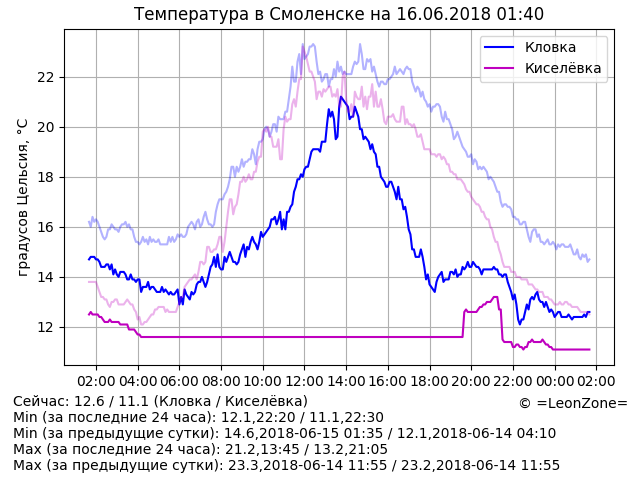 Температура в Смоленске на 16.06.2018 01:40
Кловка
Киселёвка
градусов Цельсия, °C
22
20
18
16
14
12
02:00 04:00 06:00 08:00 10:00 12:00 14:00 16:00 18:00 20:00 22:00 00:00 02:00
Сейчас: 12.6 / 11.1 (Кловка / Киселёвка)
© =LeonZone=
Min (за последние 24 часа): 12.1,22:20 / 11.1,22:30
Min (за предыдущие сутки): 14.6,2018-06-15 01:35 / 12.1,2018-06-14 04:10
Max (за последние 24 часа): 21.2,13:45 / 13.2,21:05
Max (за предыдущие сутки): 23.3,2018-06-14 11:55 / 23.2,2018-06-14 11:55